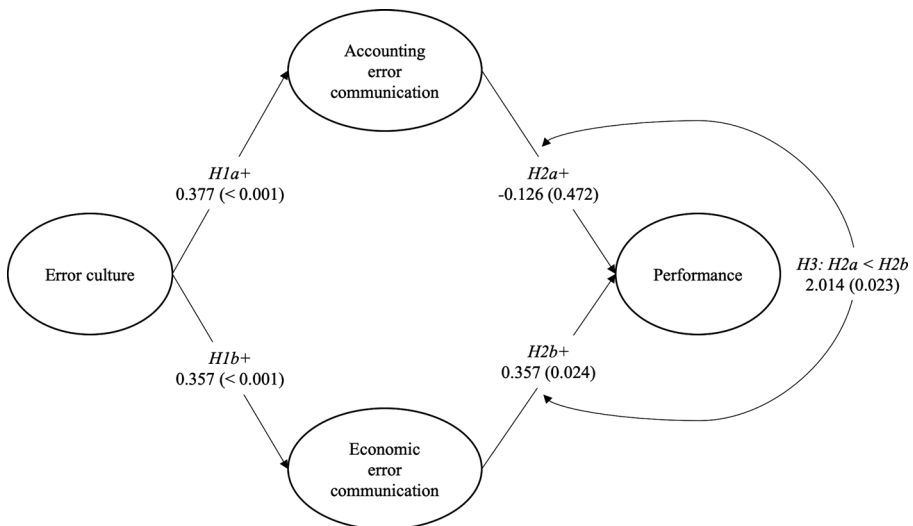 Accounting
error
communication
H1a+
0.377 (< 0.001)
H2a+
-0.126 (0.472)
Error culture
Performance
H3: H2a < H2b
2.014 (0.023)
H1b+
0.357 (< 0.001)
H2b+
0.357 (0.024)
Economic
error
communication